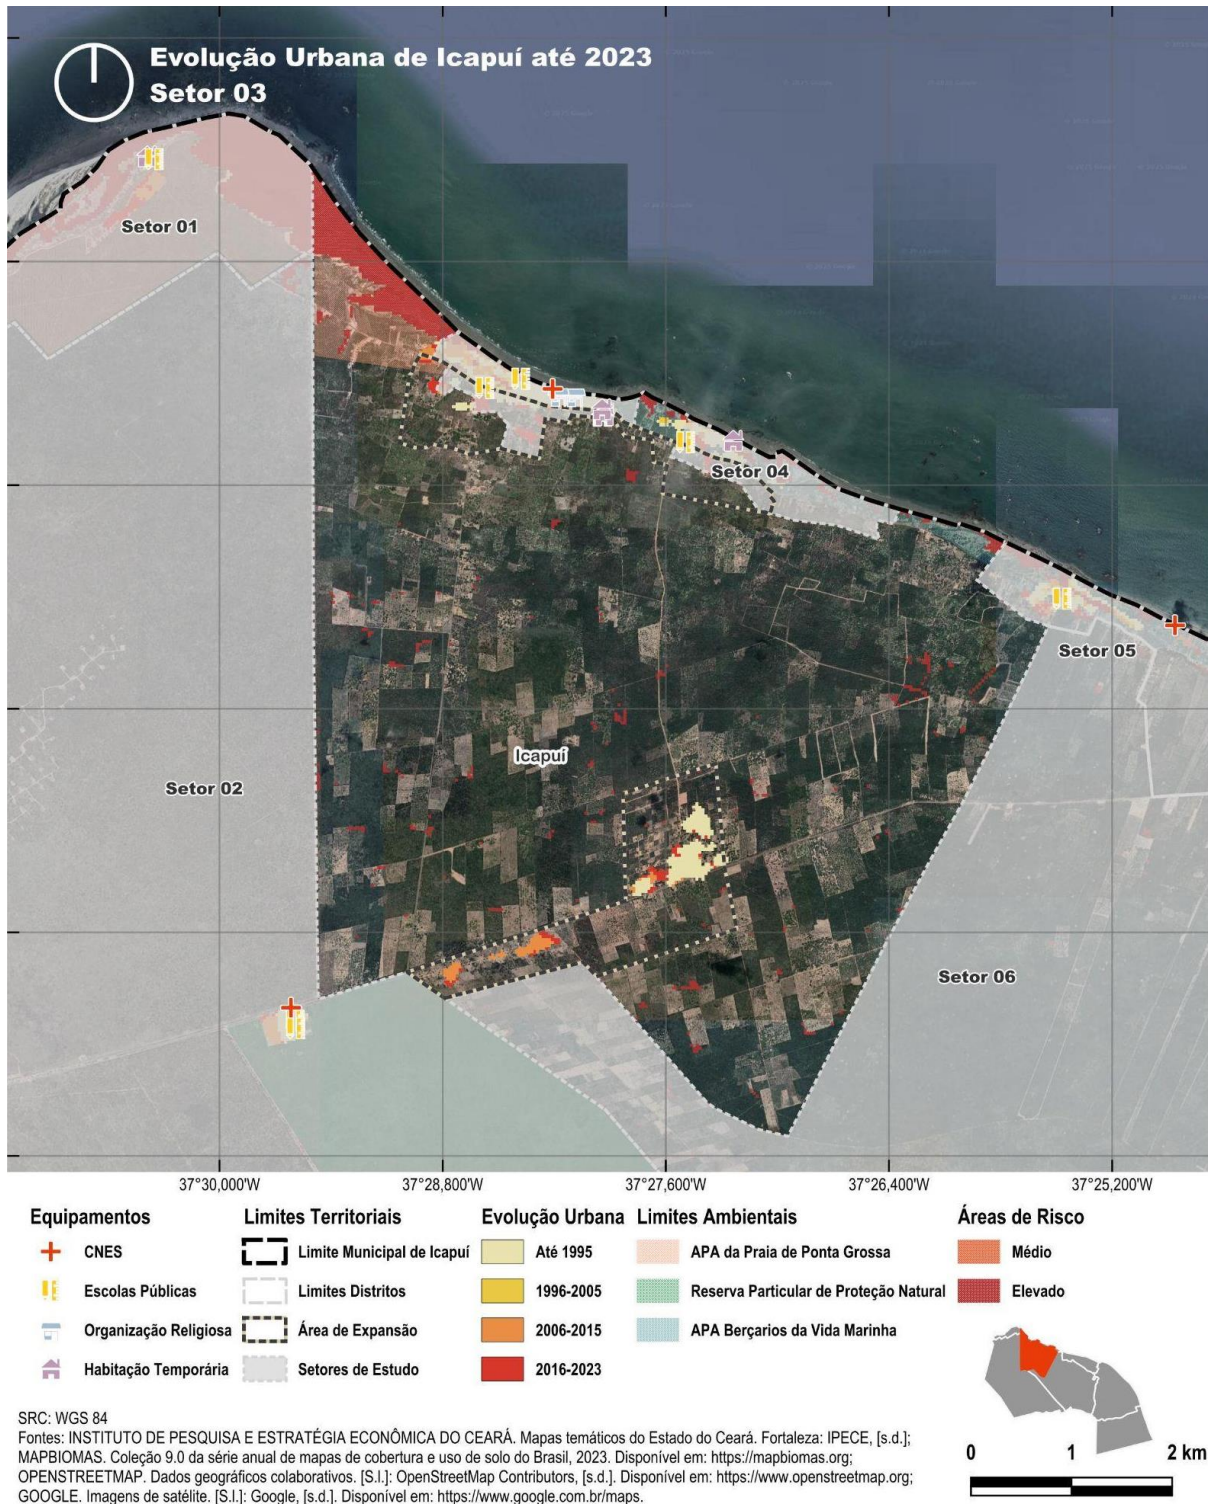 Evolução Urbana de Icapuí até 2023
Setor 03
Setor 01
Setor 04
Setor 05
Icapuí
Setor 02
Setor 06
37°30,000'W 37°28,800'W 37°27,600'W 37°26,400'W 37°25,200'W
Equipamentos
CNES
Escolas Públicas
Organização Religiosa
Habitação Temporária
Limites Territoriais
Limite Municipal de Icapuí
Limites Distritos
Área de Expansão
Setores de Estudo
Evolução Urbana
Até 1995
1996-2005
2006-2015
2016-2023
Limites Ambientais
APA da Praia de Ponta Grossa
Reserva Particular de Proteção Natural
APA Berçarios da Vida Marinha
Áreas de Risco
Médio
Elevado
0 1 2 km
SRC: WGS 84
Fontes: INSTITUTO DE PESQUISA E ESTRATÉGIA ECONÔMICA DO CEARÁ. Mapas temáticos do Estado do Ceará. Fortaleza: IPECE, [s.d.];
MAPBIOMAS. Coleção 9.0 da série anual de mapas de cobertura e uso de solo do Brasil, 2023. Disponível em: https://mapbiomas.org;
OPENSTREETMAP. Dados geográficos colaborativos. [S.l.]: OpenStreetMap Contributors, [s.d.]. Disponível em: https://www.openstreetmap.org;
GOOGLE. Imagens de satélite. [S.l.]: Google, [s.d.]. Disponível em: https://www.google.com.br/maps.